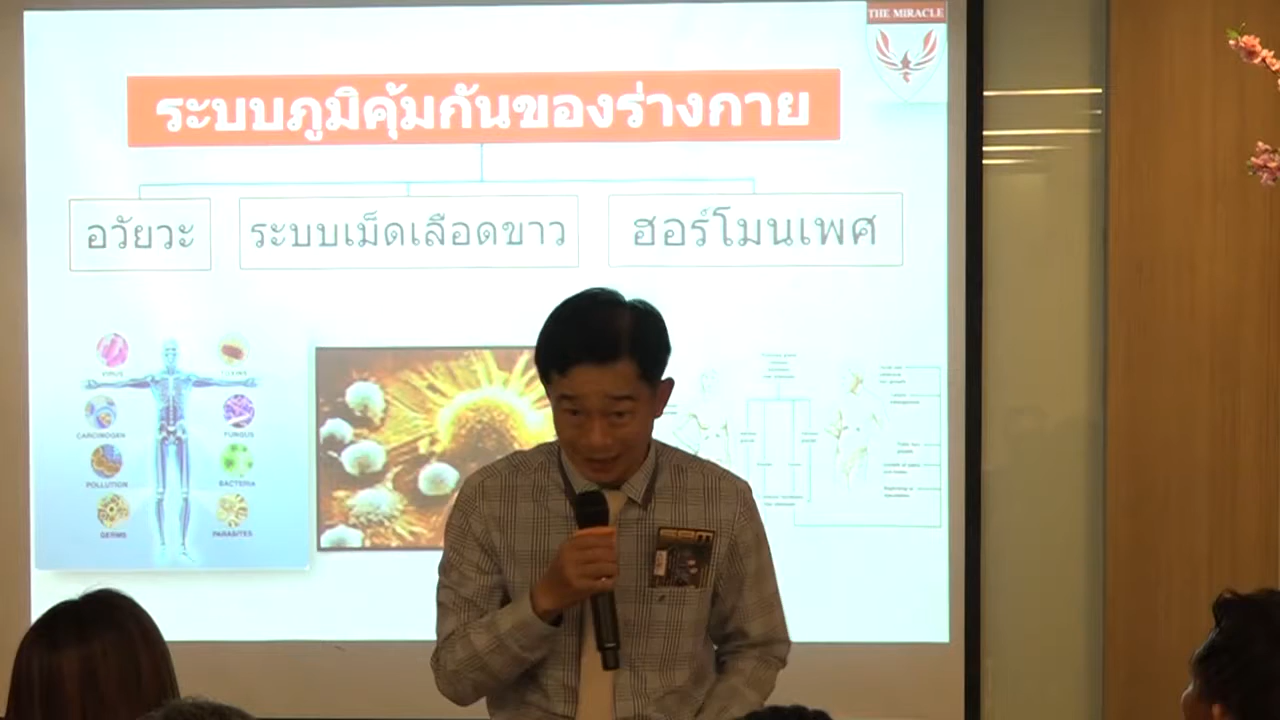 THE MIRACLE
ระบบภูมิคุ้มกันของร่างกาย
อวัยวะ
ระบบเม็ดเลือดขาว
ฮอร์โมนเพศ
VIRUS
TOXINS
CARCINOGEN
FUNGUS
POLLUTION
BACTERIA
GERMS
PARASITES